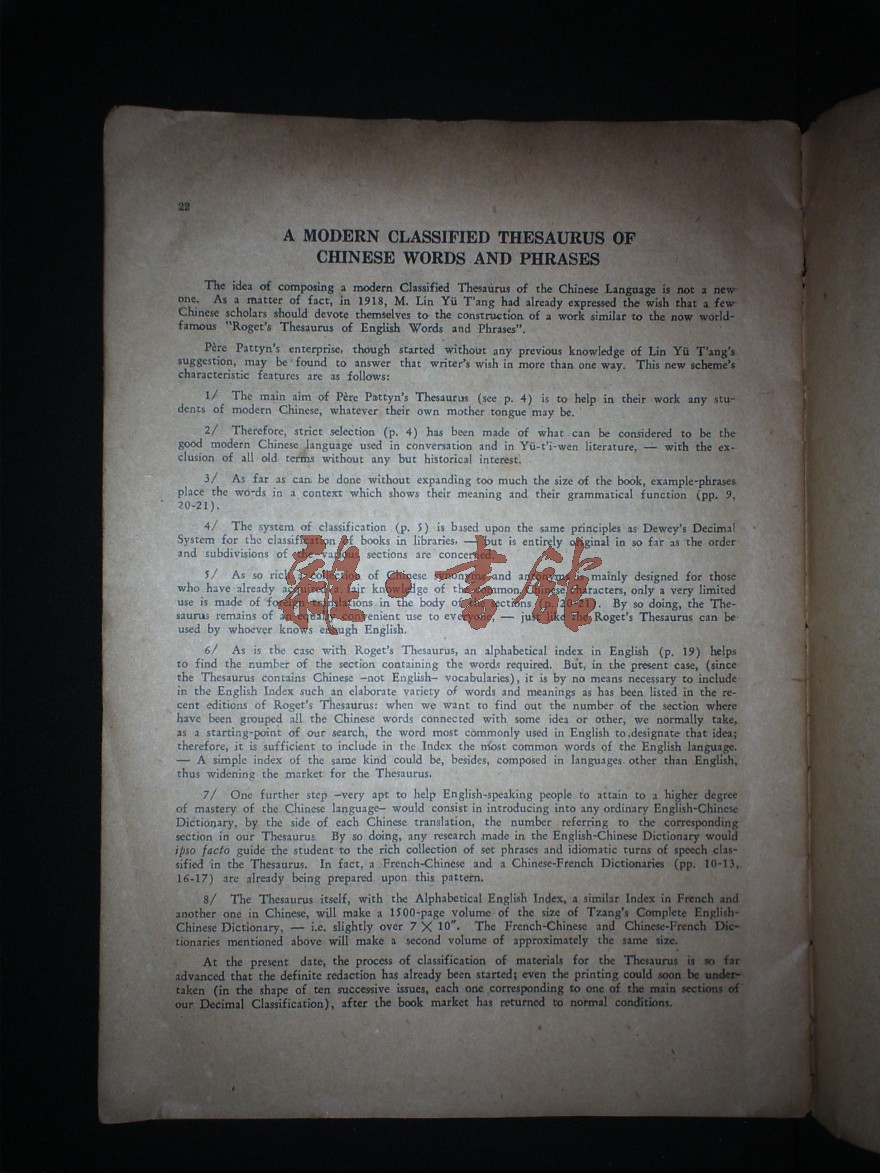 22
A MODERN CLASSIFIED THESAURUS OF
CHINESE WORDS AND PHRASES
The idea of composing a modern Classified Thesaurus of the Chinese Language is not a new
one. As a matter of fact, in 1918, M. Lin Yü T'ang had already expressed the wish that a few
Chinese scholars should devote themselves to the construction of a work similar to the now world-
famous "Roget's Thesaurus of English Words and Phrases".
Père Pattyn's enterprise, though started without any previous knowledge of Lin Yü T'ang's
suggestion, may be found to answer that writer's wish in more than one way. This new scheme's
characteristic features are as follows:
1/ The main aim of Père Pattyn's Thesaurus (see p. 4) is to help in their work any stu-
dents of modern Chinese, whatever their own mother tongue may be.
2/ Therefore, strict selection (p. 4) has been made of what can be considered to be the
good modern Chinese language used in conversation and in Yü-t'i-wen literature, — with the ex-
clusion of all old terms without any but historical interest.
3/ As far as can be done without expanding too much the size of the book, example-phrases
place the wo-ds in a context which shows their meaning and their grammatical function (pp. 9,
20-21).
4/ The system of classification (p. 5) is based upon the same principles as Dewey's Decimal
System for the classification of books in libraries, — but is entirely original in so far as the order
and subdivisions of the various sections are concerned.
5/ As so rich a collection of Chinese synonyms and antonyms is mainly designed for those
who have already acquired a fair knowledge of the common Chinese characters, only a very limited
use is made of foreign translations in the body of the sections (p. 20-21). By so doing, the The-
saurus remains of an equally convenient use to everyone, — just like the Roget's Thesaurus can be
used by whoever knows enough English.
6/ As is the case with Roget's Thesaurus, an alphabetical index in English (p. 19) helps
to find the number of the section containing the words required. But, in the present case, (since
the Thesaurus contains Chinese –not English– vocabularies), it is by no means necessary to include
in the English Index such an elaborate variety of words and meanings as has been listed in the re-
cent editions of Roget's Thesaurus: when we want to find out the number of the section where
have been grouped all the Chinese words connected with some idea or other, we normally take,
as a starting-point of our search, the word most commonly used in English to designate that idea;
therefore, it is sufficient to include in the Index the most common words of the English language.
— A simple index of the same kind could be, besides, composed in languages other than English,
thus widening the market for the Thesaurus.
7/ One further step –very apt to help English-speaking people to attain to a higher degree
of mastery of the Chinese language– would consist in introducing into any ordinary English-Chinese
Dictionary, by the side of each Chinese translation, the number referring to the corresponding
section in our Thesaurus. By so doing, any research made in the English-Chinese Dictionary would
ipso facto guide the student to the rich collection of set phrases and idiomatic turns of speech clas-
sified in the Thesaurus. In fact, a French-Chinese and a Chinese-French Dictionaries (pp. 10-13,
16-17) are already being prepared upon this pattern.
8/ The Thesaurus itself, with the Alphabetical English Index, a similar Index in French and
another one in Chinese, will make a 1500-page volume of the size of Tzang's Complete English-
Chinese Dictionary, — i.e. slightly over 7 × 10". The French-Chinese and Chinese-French Dic-
tionaries mentioned above will make a second volume of approximately the same size.
At the present date, the process of classification of materials for the Thesaurus is so far
advanced that the definite redaction has already been started; even the printing could soon be under-
taken (in the shape of ten successive issues, each one corresponding to one of the main sections of
our Decimal Classification), after the book market has returned to normal conditions.